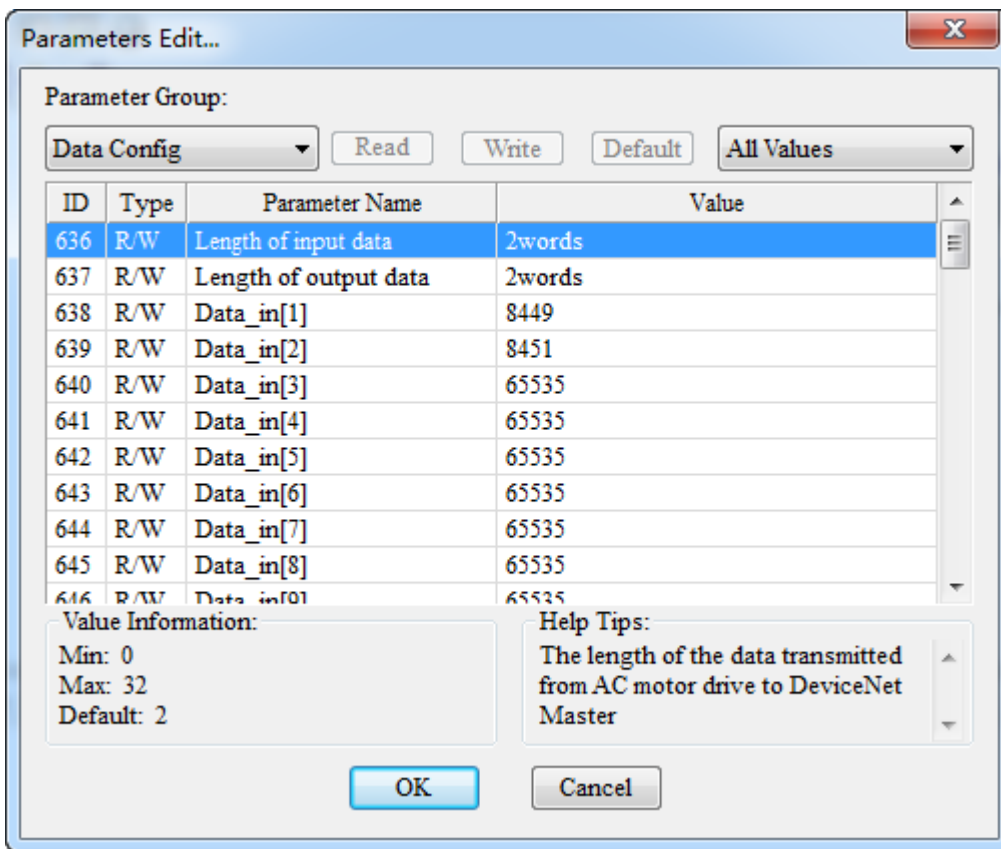 Parameters Edit...
Parameter Group:
Data Config Read Write Default All Values
ID Type Parameter Name Value
636 R/W Length of input data 2words
637 R/W Length of output data 2words
638 R/W Data_in[1] 8449
639 R/W Data_in[2] 8451
640 R/W Data_in[3] 65535
641 R/W Data_in[4] 65535
642 R/W Data_in[5] 65535
643 R/W Data_in[6] 65535
644 R/W Data_in[7] 65535
645 R/W Data_in[8] 65535
646 R/W Data_in[9] 65535
Value Information:
Min: 0
Max: 32
Default: 2
Help Tips:
The length of the data transmitted
from AC motor drive to DeviceNet
Master
OK Cancel